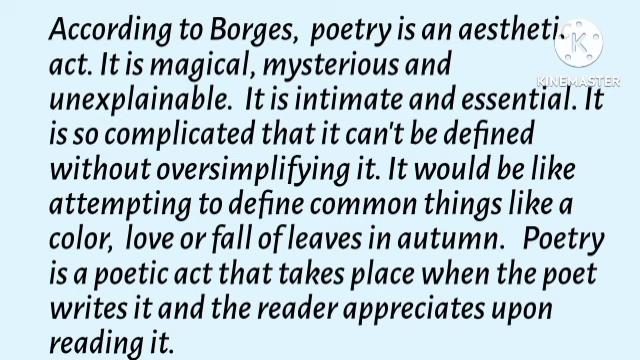 According to Borges, poetry is an aesthetic
act. It is magical, mysterious and
unexplainable. It is intimate and essential. It
is so complicated that it can't be defined
without oversimplifying it. It would be like
attempting to define common things like a
color, love or fall of leaves in autumn. Poetry
is a poetic act that takes place when the poet
writes it and the reader appreciates upon
reading it.
K
KINEMASTER